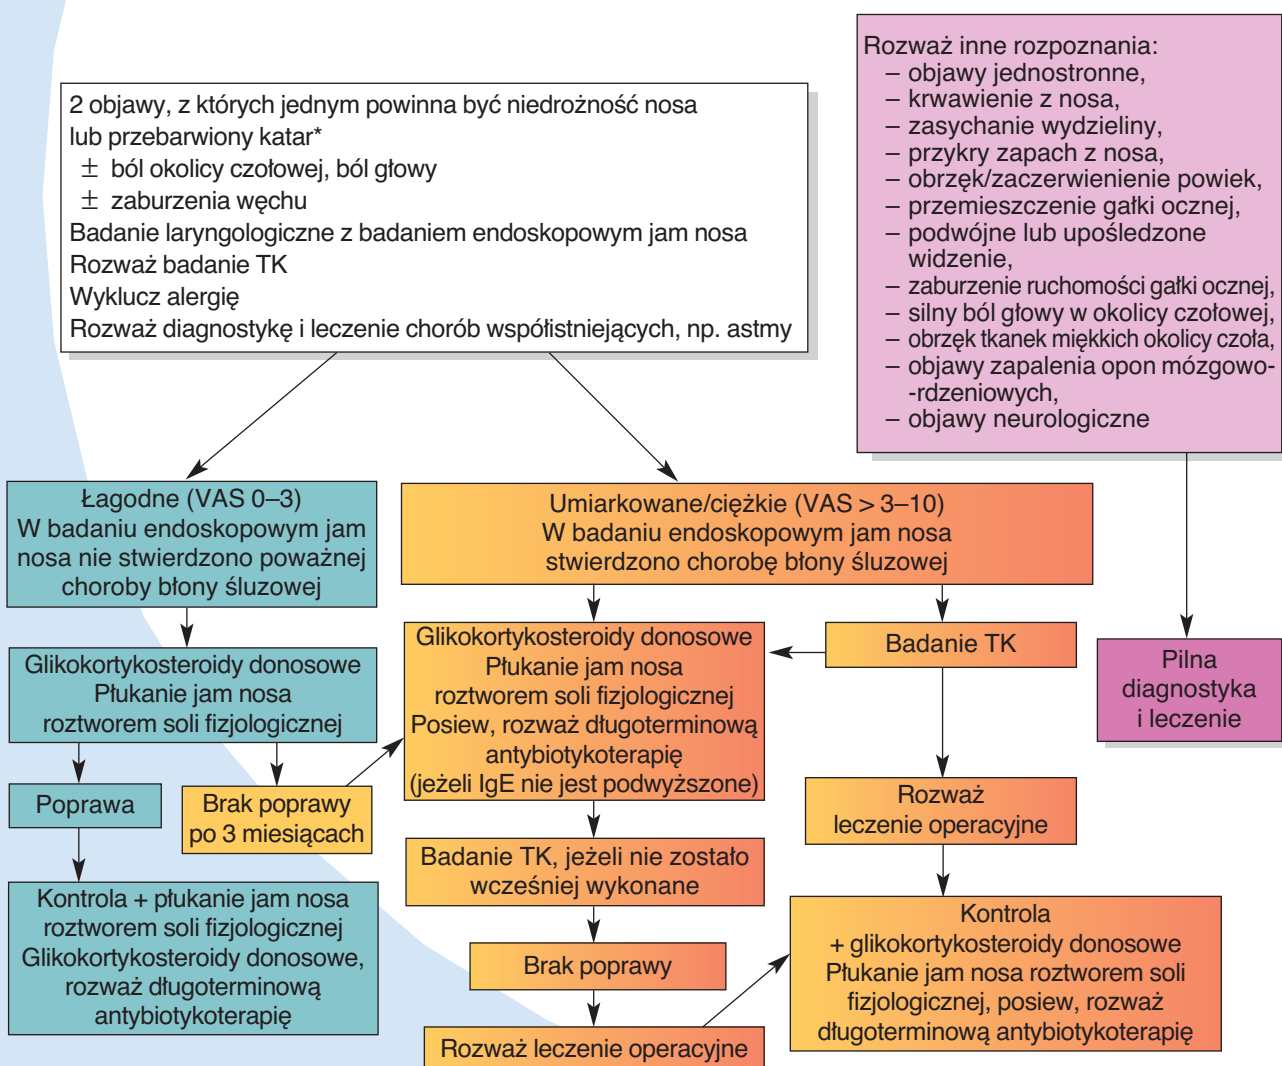 2 objawy, z których jednym powinna być niedrożność nosa
lub przebarwiony katar*
± ból okolicy czołowej, ból głowy
± zaburzenia węchu
Badanie laryngologiczne z badaniem endoskopowym jam nosa
Rozważ badanie TK
Wyklucz alergię
Rozważ diagnostykę i leczenie chorób współistniejących, np. astmy
Rozważ inne rozpoznania:
– objawy jednostronne,
– krwawienie z nosa,
– zasychanie wydzieliny,
– przykry zapach z nosa,
– obrzęk/zaczerwienienie powiek,
– przemieszczenie gałki ocznej,
– podwójne lub upośledzone
widzenie,
– zaburzenie ruchomości gałki ocznej,
– silny ból głowy w okolicy czołowej,
– obrzęk tkanek miękkich okolicy czoła,
– objawy zapalenia opon mózgowo-
-rdzeniowych,
– objawy neurologiczne
Łagodne (VAS 0–3)
W badaniu endoskopowym jam
nosa nie stwierdzono poważnej
choroby błony śluzowej
Umiarkowane/ciężkie (VAS > 3–10)
W badaniu endoskopowym jam nosa
stwierdzono chorobę błony śluzowej
Glikokortykosteroidy donosowe
Płukanie jam nosa
roztworem soli fizjologicznej
Glikokortykosteroidy donosowe
Płukanie jam nosa
roztworem soli fizjologicznej
Posiew, rozważ długoterminową
antybiotykoterapię
(jeżeli IgE nie jest podwyższone)
Badanie TK
Pilna
diagnostyka
i leczenie
Poprawa
Brak poprawy
po 3 miesiącach
Rozważ
leczenie operacyjne
Badanie TK, jeżeli nie zostało
wcześniej wykonane
Kontrola + płukanie jam nosa
roztworem soli fizjologicznej
Glikokortykosteroidy donosowe,
rozważ długoterminową
antybiotykoterapię
Brak poprawy
Kontrola
+ glikokortykosteroidy donosowe
Płukanie jam nosa roztworem soli
fizjologicznej, posiew, rozważ
długoterminową antybiotykoterapię
Rozważ leczenie operacyjne